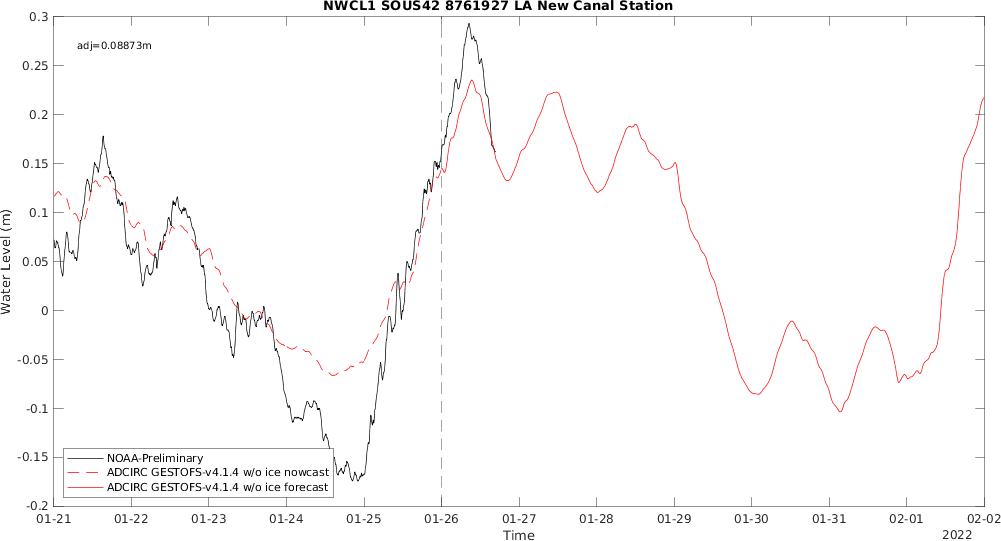 NWCL1 SOUS42 8761927 LA New Canal Station
adj=0.08873m
0.3
0.25
0.2
0.15
0.1
0.05
0
-0.05
-0.1
-0.15
-0.2
Water Level (m)
NOAA-Preliminary
ADCIRC GESTOFS-v4.1.4 w/o ice nowcast
ADCIRC GESTOFS-v4.1.4 w/o ice forecast
01-21 01-22 01-23 01-24 01-25 01-26 01-27 01-28 01-29 01-30 01-31 02-01 02-02
Time
2022